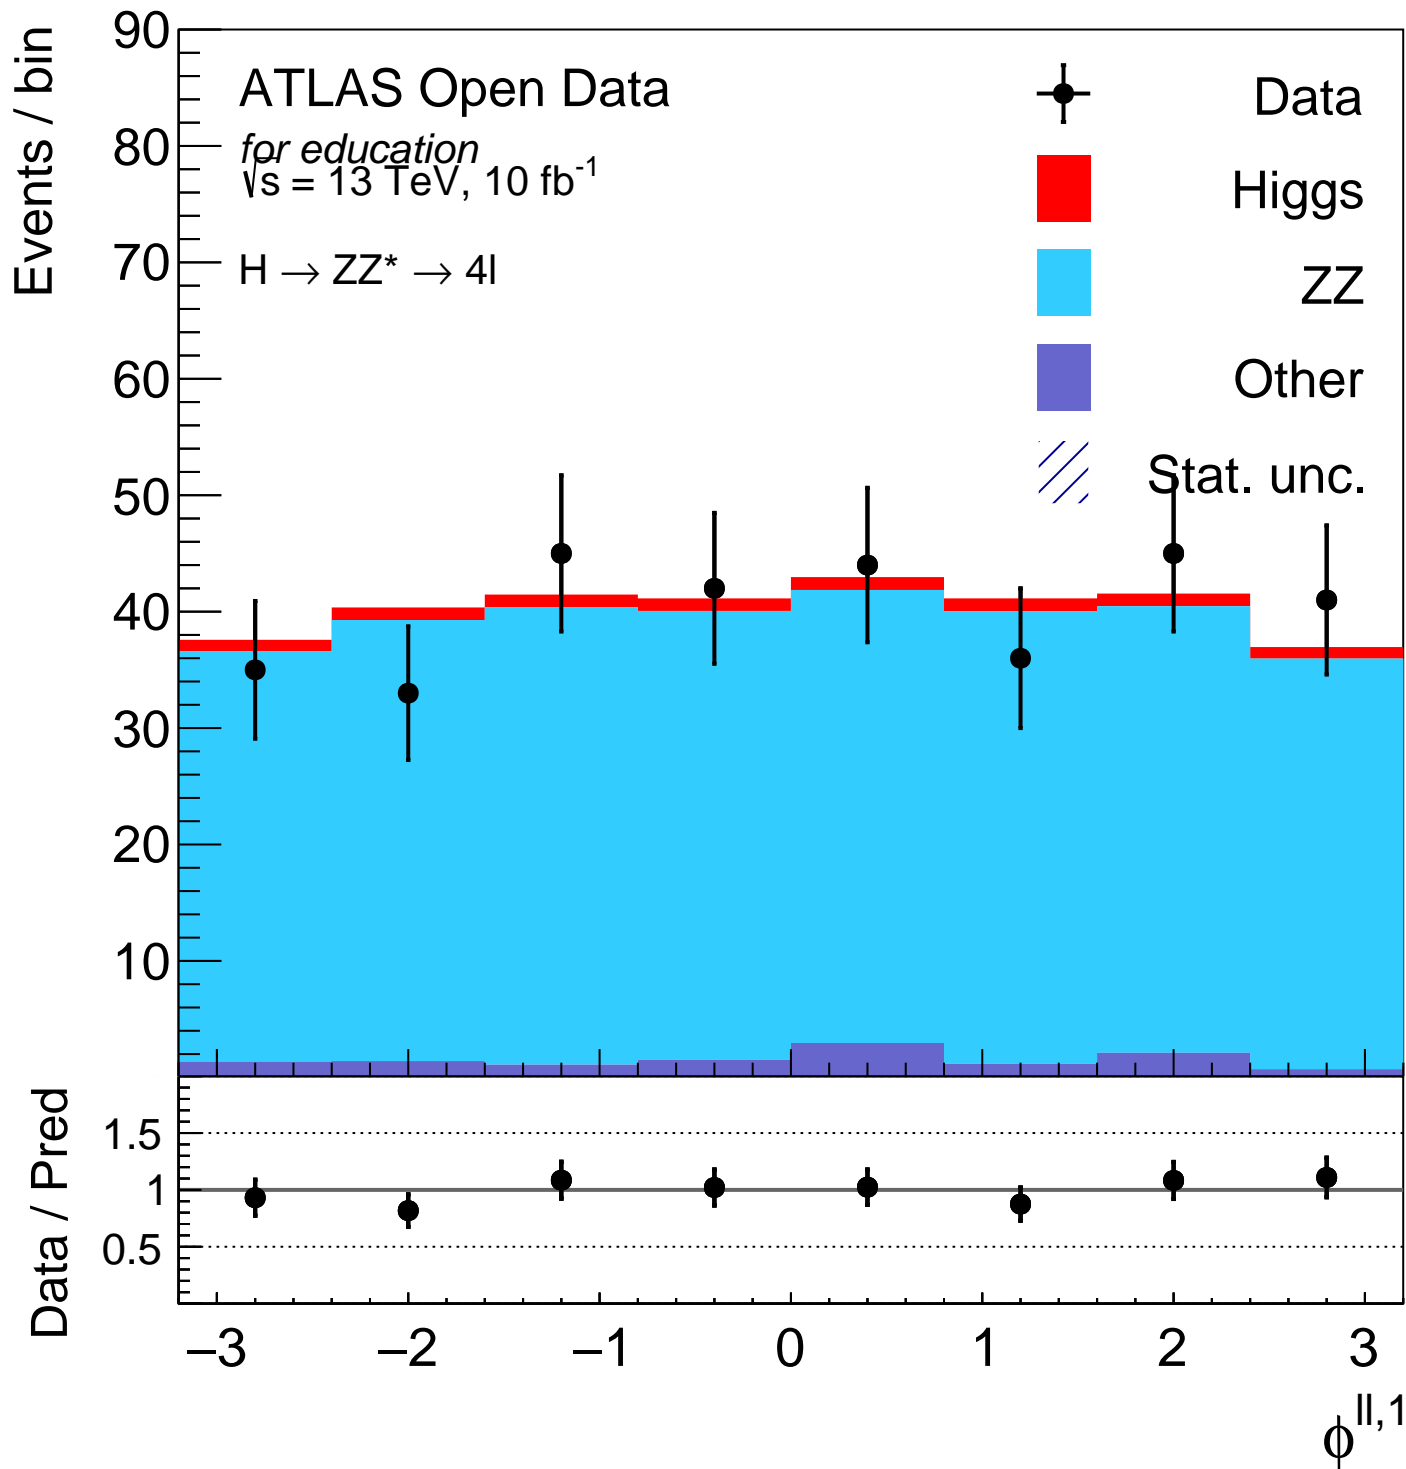 Events / bin
90
80
70
60
50
40
30
20
10
ATLAS Open Data
for education
√s = 13 TeV, 10 fb⁻¹
H → ZZ* → 4l
Data
Higgs
ZZ
Other
Stat. unc.
Data / Pred
1.5
1
0.5
−3 −2 −1 0 1 2 3
ϕ^ll,1